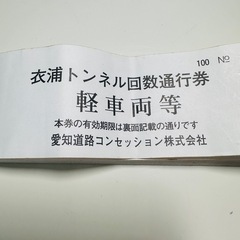 100 №
衣浦トンネル回数通行券
軽車両等
本券の有効期限は裏面記載の通りです
愛知道路コンセッション株式会社